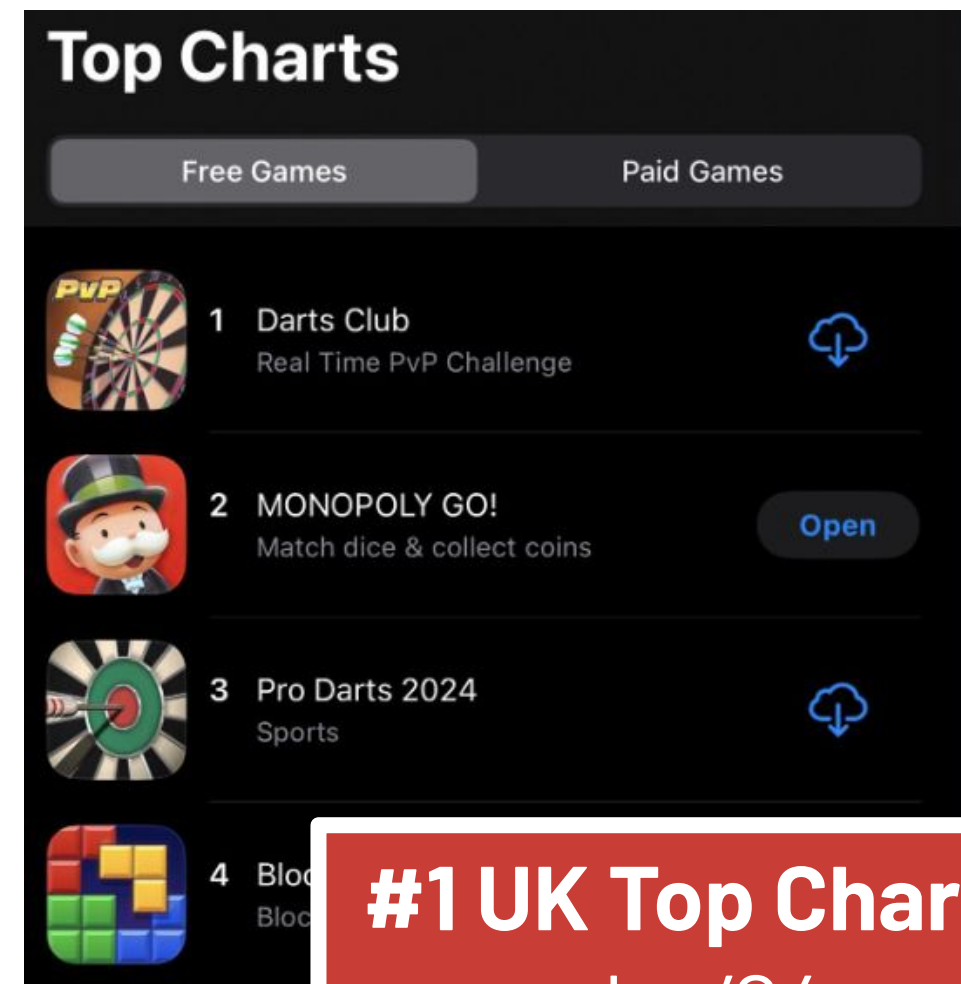 Top Charts
Free Games
Paid Games
PvP
1 Darts Club
Real Time PvP Challenge
2 MONOPOLY GO!
Match dice & collect coins
Open
3 Pro Darts 2024
Sports
4
#1 UK Top